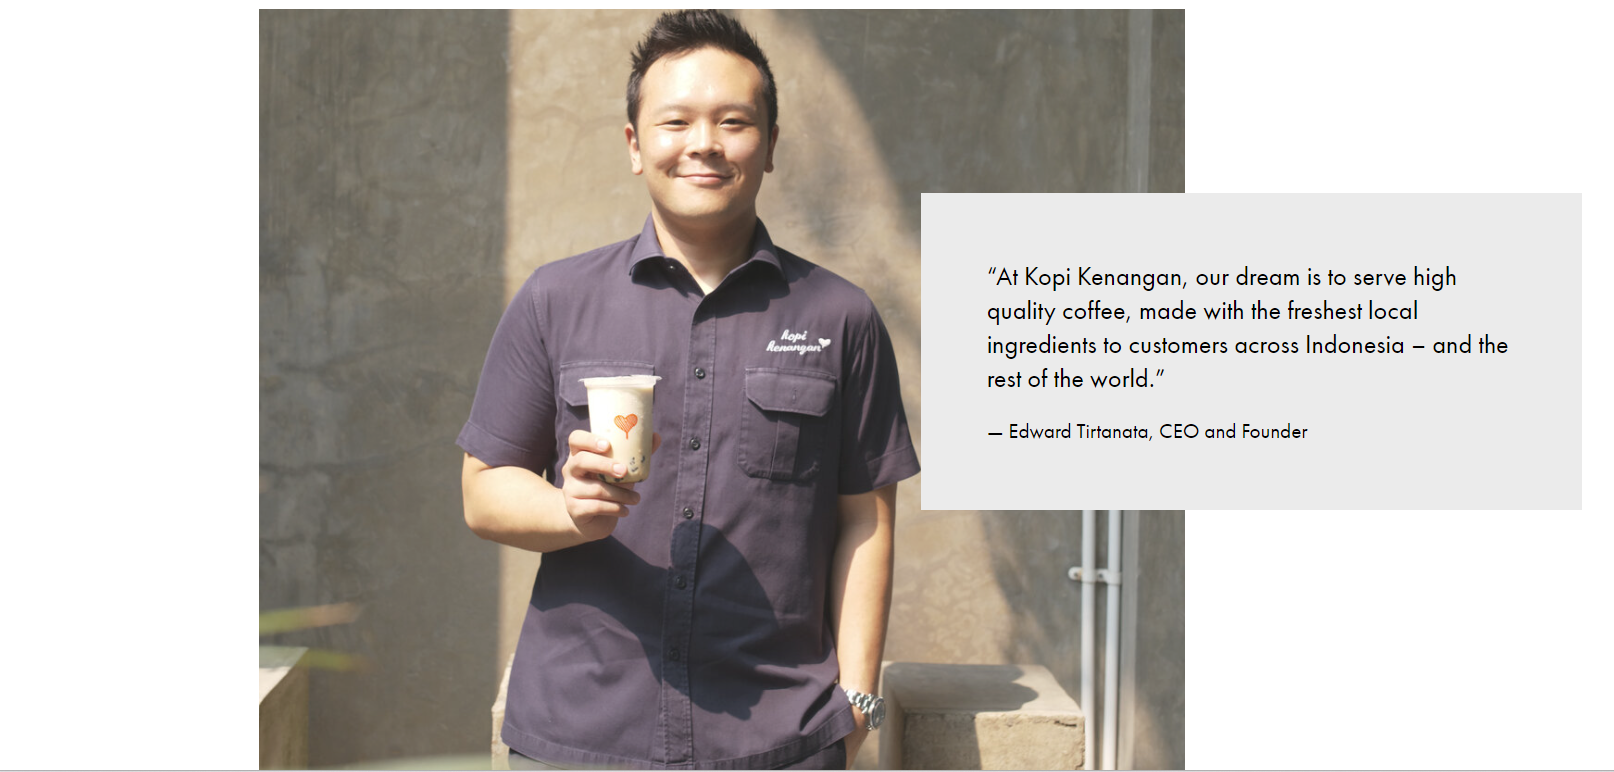 kopi
kenangan
“At Kopi Kenangan, our dream is to serve high
quality coffee, made with the freshest local
ingredients to customers across Indonesia – and the
rest of the world.”
— Edward Tirtanata, CEO and Founder